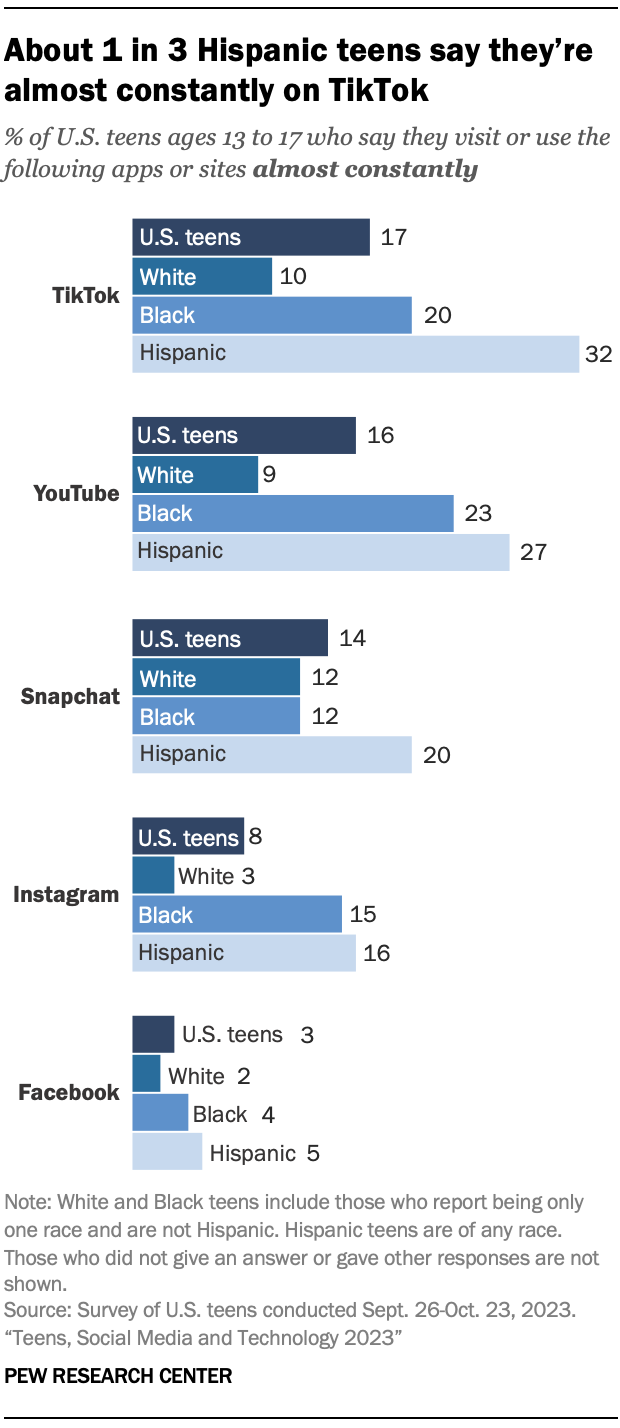 About 1 in 3 Hispanic teens say they’re
almost constantly on TikTok
% of U.S. teens ages 13 to 17 who say they visit or use the
following apps or sites almost constantly
TikTok
U.S. teens 17
White 10
Black 20
Hispanic 32
YouTube
U.S. teens 16
White 9
Black 23
Hispanic 27
Snapchat
U.S. teens 14
White 12
Black 12
Hispanic 20
Instagram
U.S. teens 8
White 3
Black 15
Hispanic 16
Facebook
U.S. teens 3
White 2
Black 4
Hispanic 5
Note: White and Black teens include those who report being only
one race and are not Hispanic. Hispanic teens are of any race.
Those who did not give an answer or gave other responses are not
shown.
Source: Survey of U.S. teens conducted Sept. 26-Oct. 23, 2023.
“Teens, Social Media and Technology 2023”
PEW RESEARCH CENTER